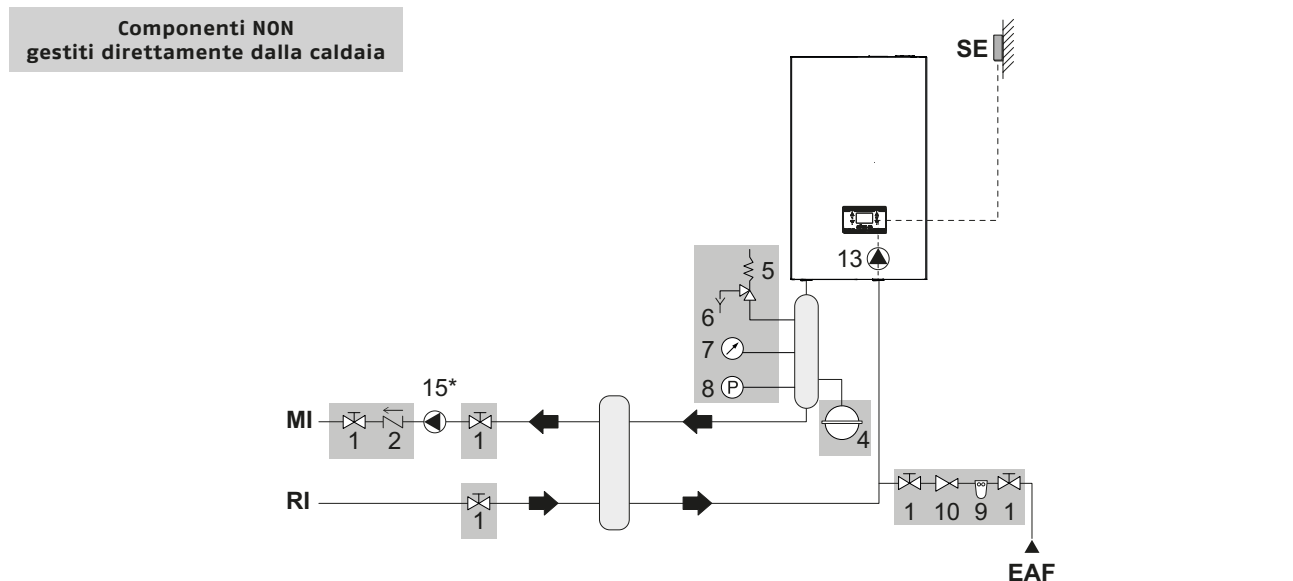 Componenti NON
gestiti direttamente dalla caldaia
SE
13
5
6
7
8 P
15*
MI
1 2 1
4
RI
1
1 10 9 1
EAF